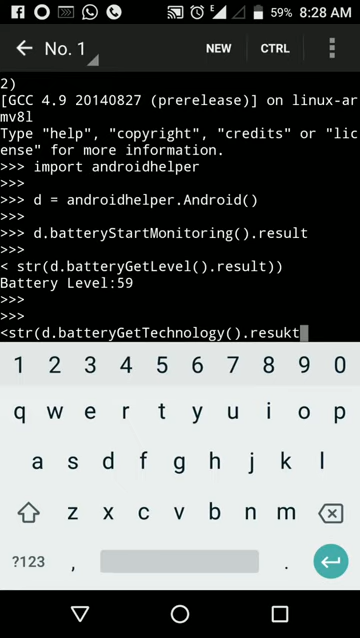 59% 8:28 AM
No. 1 NEW CTRL
2)
[GCC 4.9 20140827 (prerelease)] on linux-ar
mv8l
Type "help", "copyright", "credits" or "lic
ense" for more information.
>>> import androidhelper
>>>
>>> d = androidhelper.Android()
>>>
>>> d.batteryStartMonitoring().result
>>>
< str(d.batteryGetLevel().result))
Battery Level:59
>>>
>>>
<str(d.batteryGetTechnology().resukt
1 2 3 4 5 6 7 8 9 0
q w e r t y u i o p
a s d f g h j k l
z x c v b n m
?123 , .